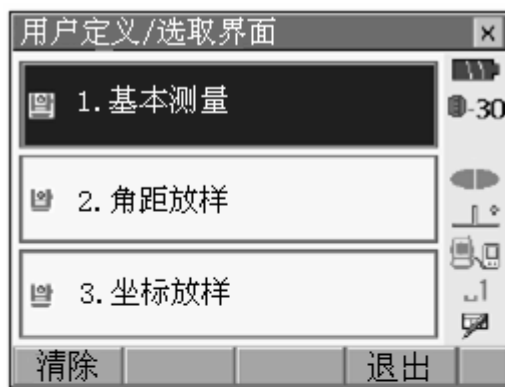 用户定义/选取界面
1.基本测量
-30
2.角距放样
3.坐标放样
1
清除
退出